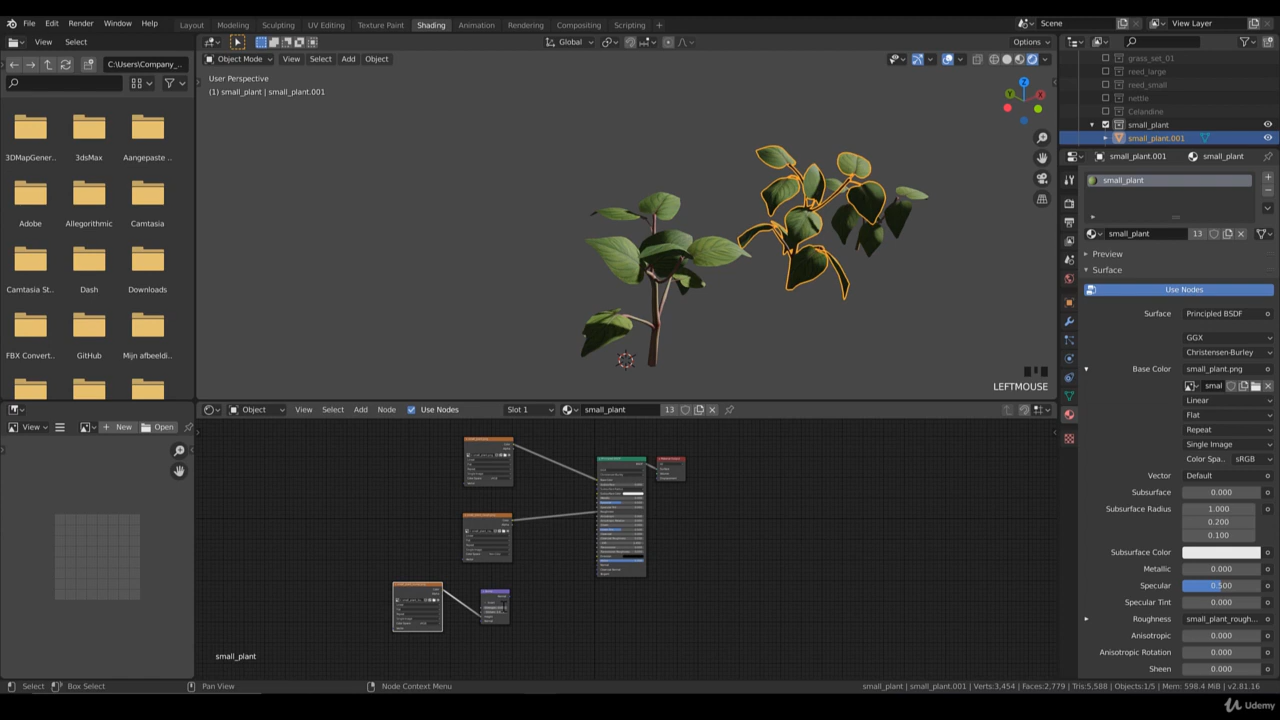 File Edit Render Window Help Layout Modeling Sculpting UV Editing Texture Paint Shading Animation Rendering Compositing Scripting + Scene View Layer
View Select Global Options
C:\Users\Company_...
Object Mode View Select Add Object
User Perspective
(1) small_plant | small_plant.001
3DMapGener... 3dsMax Aangepaste ...
Adobe Allegorithmic Camtasia
Camtasia St... Dash Downloads
FBX Convert... GitHub Mijn afbeeldi...
Z
Y
X
LEFTMOUSE
grass_set_01
reed_large
reed_small
nettle
Celandine
small_plant
small_plant.001
small_plant.001 small_plant
small_plant
small_plant 13
Preview
Surface
Use Nodes
Surface Principled BSDF
GGX
Christensen-Burley
Base Color small_plant.png
smal
Linear
Flat
Repeat
Single Image
Color Spa.. sRGB
Vector Default
Subsurface 0.000
Subsurface Radius 1.000
0.200
0.100
Subsurface Color
Metallic 0.000
Specular 0.500
Specular Tint 0.000
Roughness small_plant_rough...
Anisotropic 0.000
Anisotropic Rotation 0.000
Sheen 0.000
View New Open
Object View Select Add Node Use Nodes Slot 1 small_plant 13
small_plant
Select Box Select Pan View Node Context Menu
small_plant | small_plant.001 | Verts:3,454 | Faces:2,779 | Tris:5,588 | Objects:1/5 | Mem: 598.4 MiB | v2.81.16
Udemy